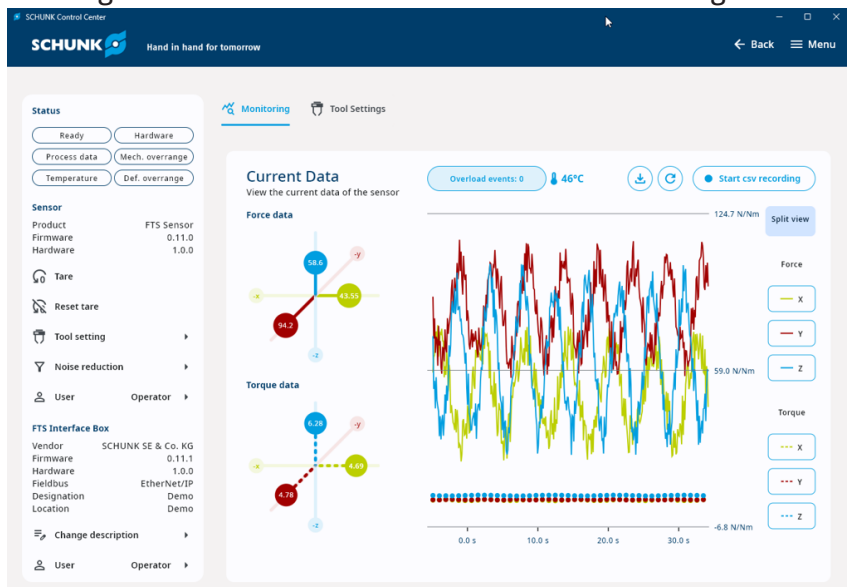 SCHUNK Control Center
SCHUNK Hand in hand for tomorrow
Back Menu
Status
Ready Hardware
Process data Mech. overrange
Temperature Def. overrange
Sensor
Product FTS Sensor
Firmware 0.11.0
Hardware 1.0.0
Tare
Reset tare
Tool setting
Noise reduction
User Operator
FTS Interface Box
Vendor SCHUNK SE & Co. KG
Firmware 0.11.1
Hardware 1.0.0
Fieldbus EtherNet/IP
Designation Demo
Location Demo
Change description
User Operator
Monitoring Tool Settings
Current Data
View the current data of the sensor
Overload events: 0 46°C
Start csv recording
Force data
58.6
-y
-x
43.55
94.2
-z
Torque data
6.28
-y
-x
4.69
4.78
-z
124.7 N/Nm
59.0 N/Nm
-6.8 N/Nm
0.0 s 10.0 s 20.0 s 30.0 s
Split view
Force
X
Y
Z
Torque
X
Y
Z